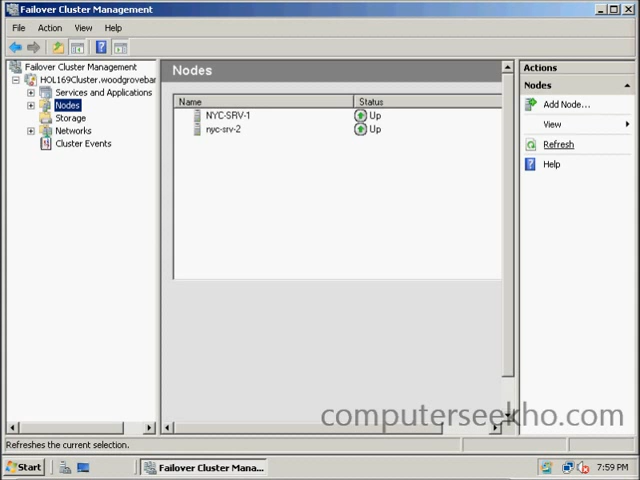 Failover Cluster Management
File Action View Help
Failover Cluster Management
HOL169Cluster.woodgrovebar
Services and Applications
Nodes
Storage
Networks
Cluster Events
Nodes
Name Status
NYC-SRV-1 Up
nyc-srv-2 Up
Actions
Nodes
Add Node...
View
Refresh
Help
computerseekho.com
Refreshes the current selection.
Start
Failover Cluster Mana...
7:59 PM